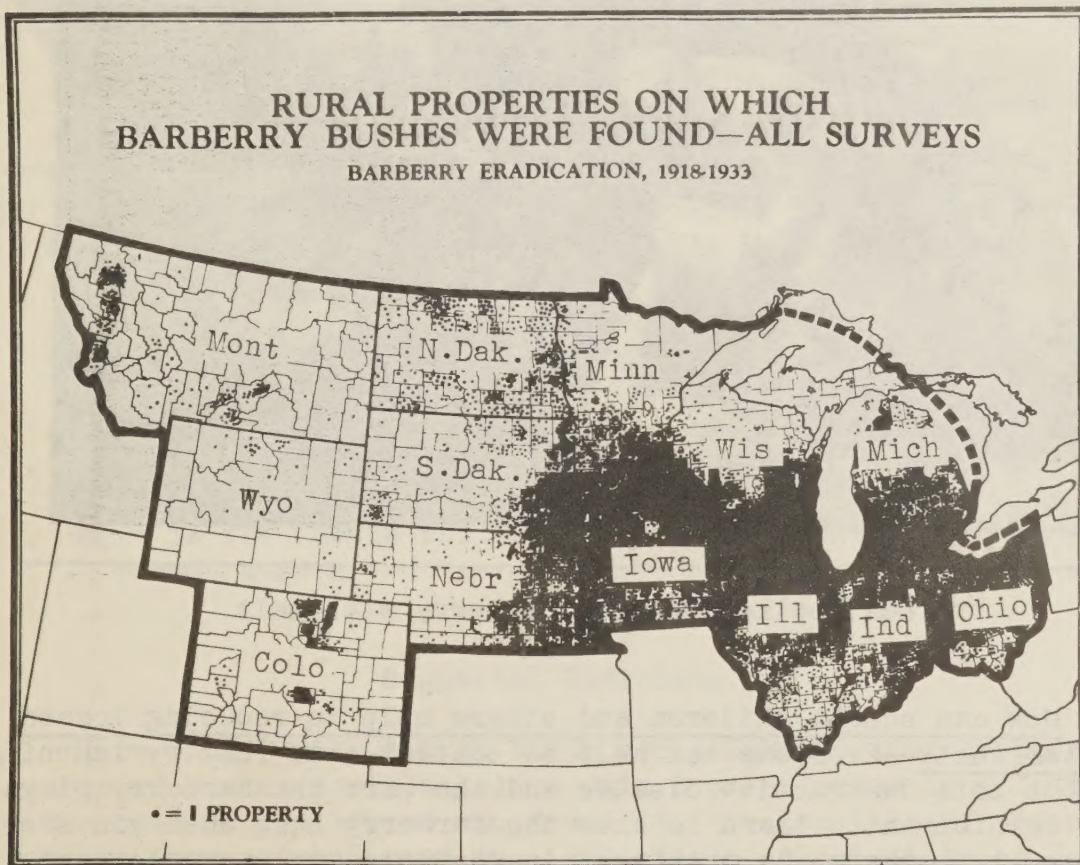 RURAL PROPERTIES ON WHICH
BARBERRY BUSHES WERE FOUND—ALL SURVEYS
BARBERRY ERADICATION, 1918-1933
Mont
N.Dak.
Minn
Wis
Mich
S.Dak.
Wyo
Nebr
Iowa
Ill
Ind
Ohio
Colo
• = 1 PROPERTY